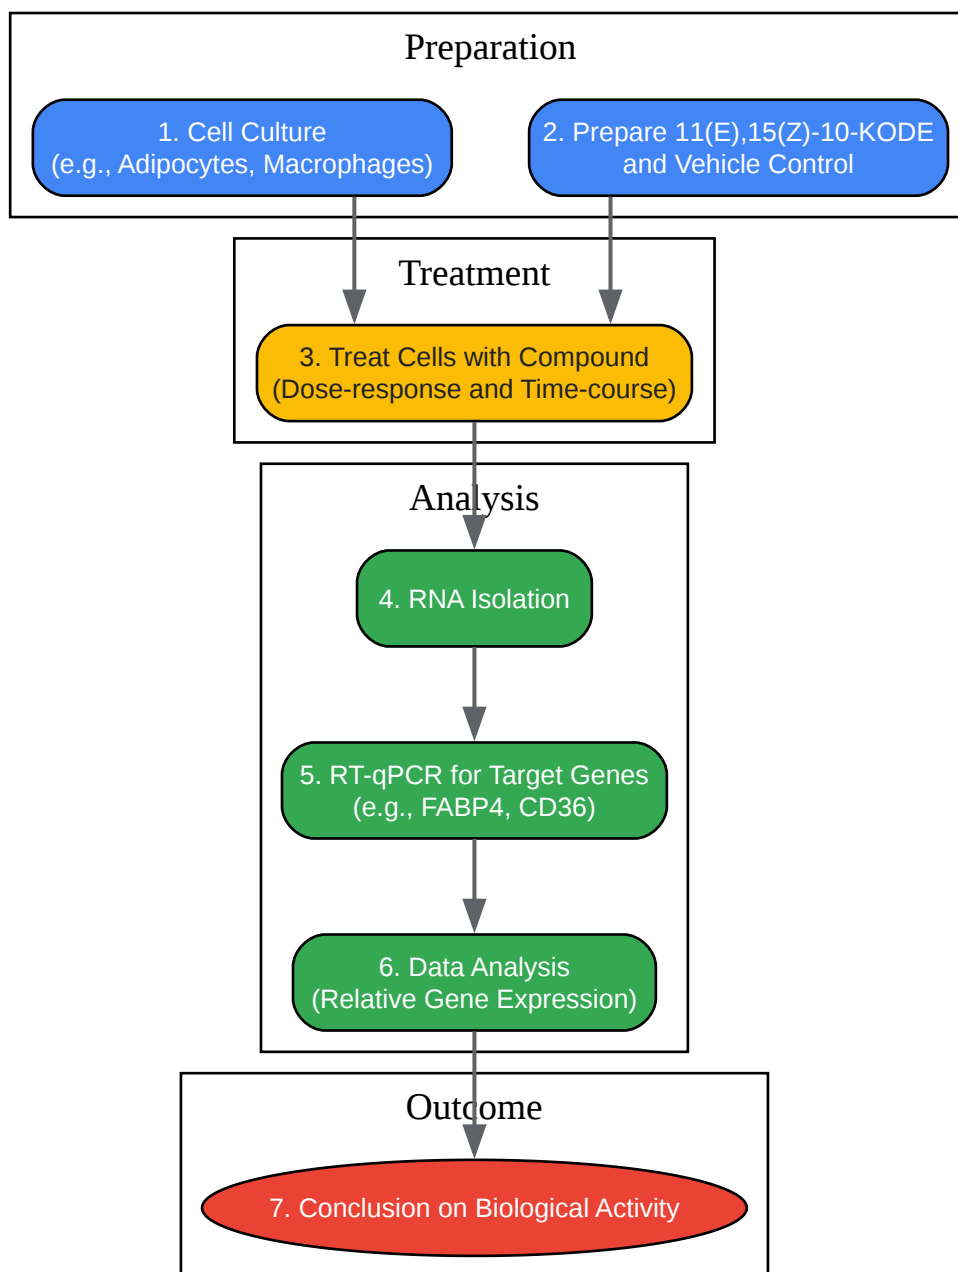 Preparation
1. Cell Culture
(e.g., Adipocytes, Macrophages)
2. Prepare 11(E),15(Z)-10-KODE
and Vehicle Control
Treatment
3. Treat Cells with Compound
(Dose-response and Time-course)
Analysis
4. RNA Isolation
5. RT-qPCR for Target Genes
(e.g., FABP4, CD36)
6. Data Analysis
(Relative Gene Expression)
Outcome
7. Conclusion on Biological Activity